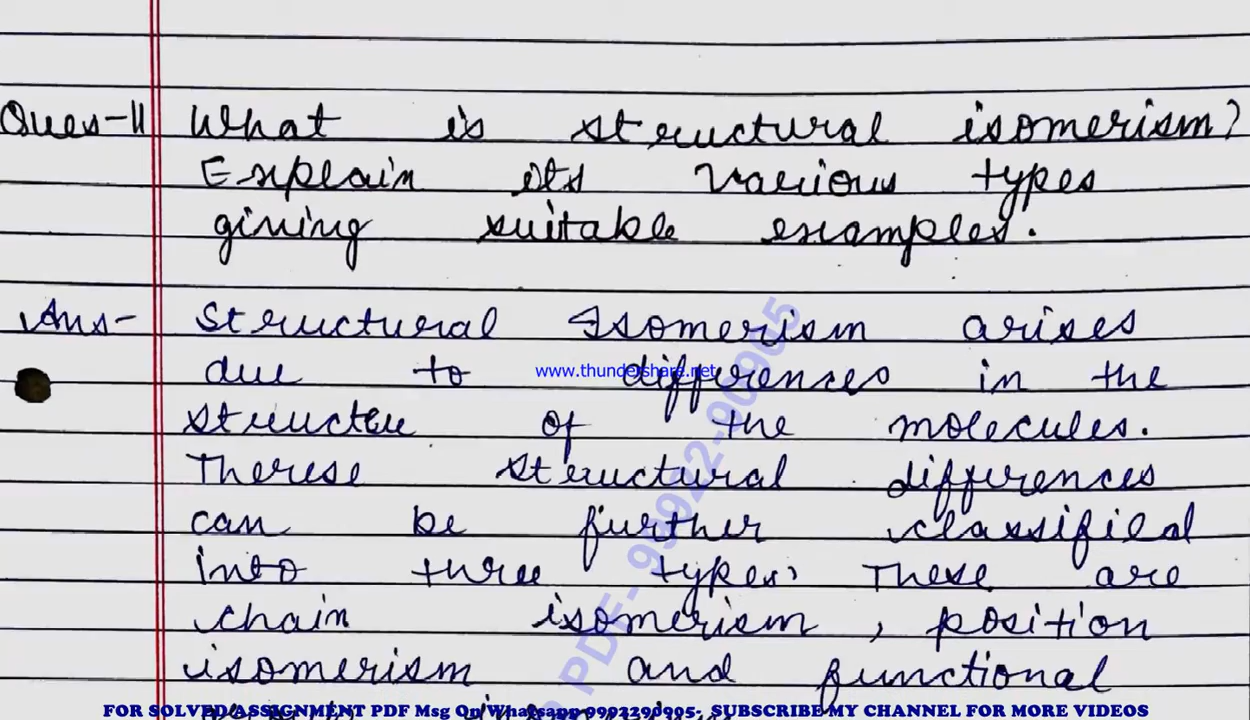 Ques-11 What is structural isomerism?
Explain its various types
giving suitable examples.
Ans- Structural Isomerism arises
due to differences in the
www.thundershare.net
structure of the molecules.
Therese structural differences
can be further classified
into three types. These are
chain isomerism, position
isomerism and functional
FOR SOLVED ASSIGNMENT PDF Msg On Whatsapp 9992290905, SUBSCRIBE MY CHANNEL FOR MORE VIDEOS